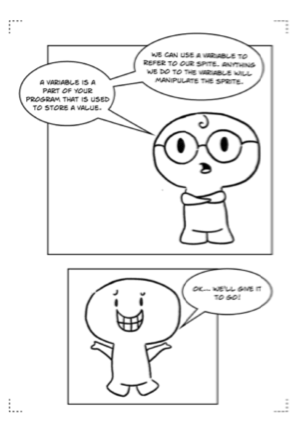 WE CAN USE A VARIABLE TO
REFER TO OUR SPITE. ANYTHING
WE DO TO THE VARIABLE WILL
MANIPULATE THE SPRITE.
A VARIABLE IS A
PART OF YOUR
PROGRAM THAT IS USED
TO STORE A VALUE.
OK... WE'LL GIVE IT
TO GO!